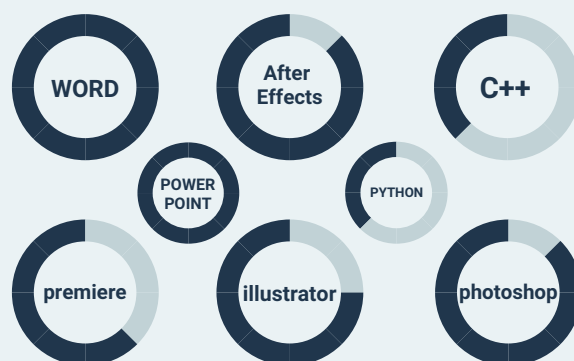 WORD
After
Effects
C++
POWER
POINT
PYTHON
premiere
illustrator
photoshop